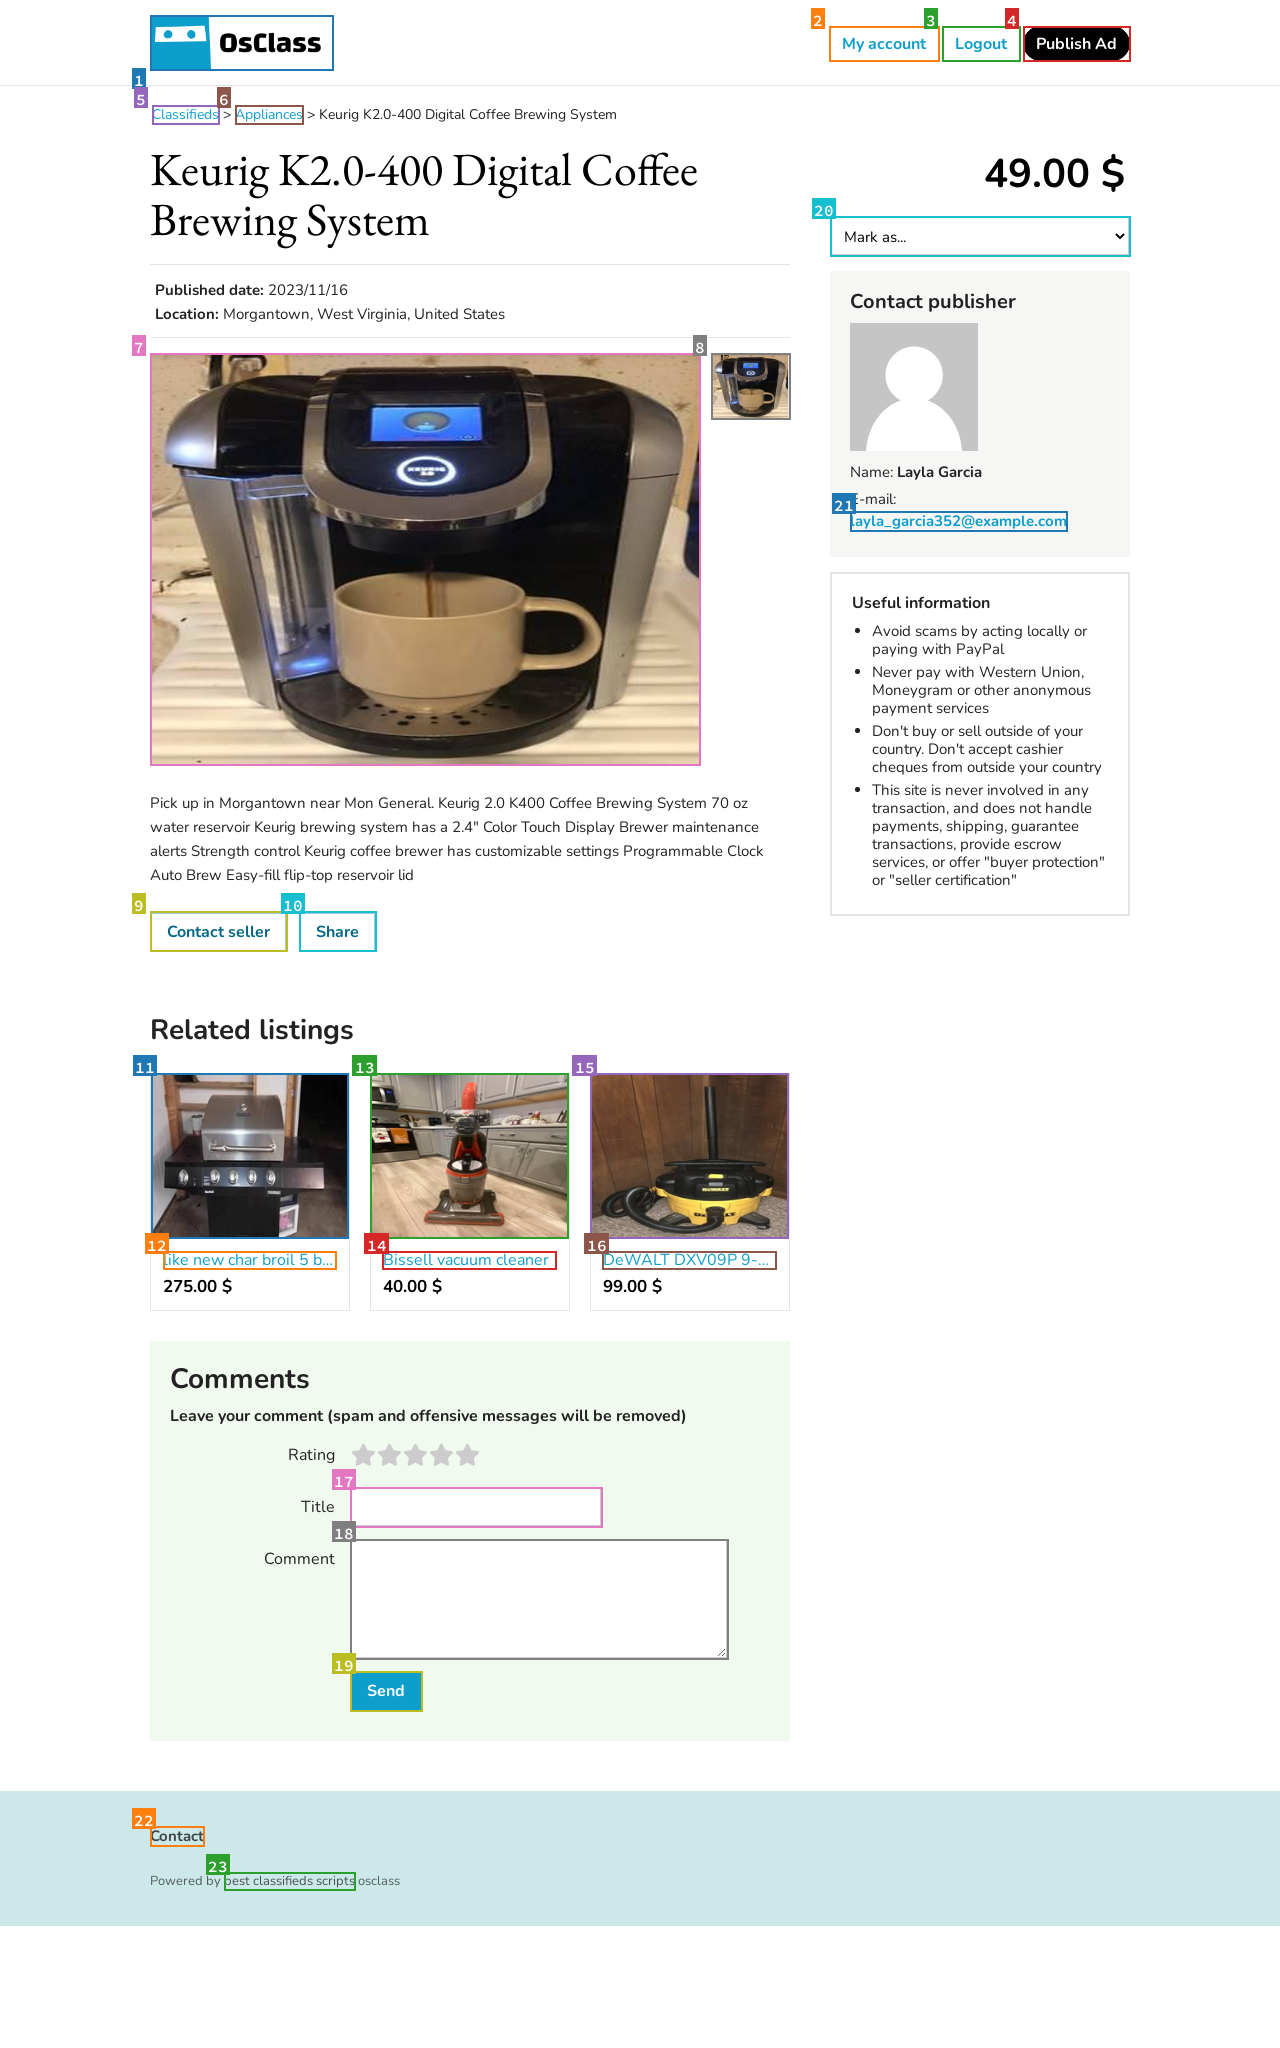 OsClass
1
2
My account
3
Logout
4
Publish Ad
5
Classifieds >
6
Appliances > Keurig K2.0-400 Digital Coffee Brewing System
Keurig K2.0-400 Digital Coffee
Brewing System
Published date: 2023/11/16
Location: Morgantown, West Virginia, United States
7
8
KEURIG
2.0
Pick up in Morgantown near Mon General. Keurig 2.0 K400 Coffee Brewing System 70 oz
water reservoir Keurig brewing system has a 2.4" Color Touch Display Brewer maintenance
alerts Strength control Keurig coffee brewer has customizable settings Programmable Clock
Auto Brew Easy-fill flip-top reservoir lid
9
Contact seller
10
Share
49.00 $
20
Mark as...
Contact publisher
Name: Layla Garcia
E-mail:
21
layla_garcia352@example.com
Useful information
Avoid scams by acting locally or
paying with PayPal
Never pay with Western Union,
Moneygram or other anonymous
payment services
Don't buy or sell outside of your
country. Don't accept cashier
cheques from outside your country
This site is never involved in any
transaction, and does not handle
payments, shipping, guarantee
transactions, provide escrow
services, or offer "buyer protection"
or "seller certification"
Related listings
11
12
like new char broil 5 b...
275.00 $
13
14
Bissell vacuum cleaner
40.00 $
15
DEWALT
16
DeWALT DXV09P 9-...
99.00 $
Comments
Leave your comment (spam and offensive messages will be removed)
Rating
17
Title
18
Comment
19
Send
22
Contact
23
Powered by best classifieds scripts osclass